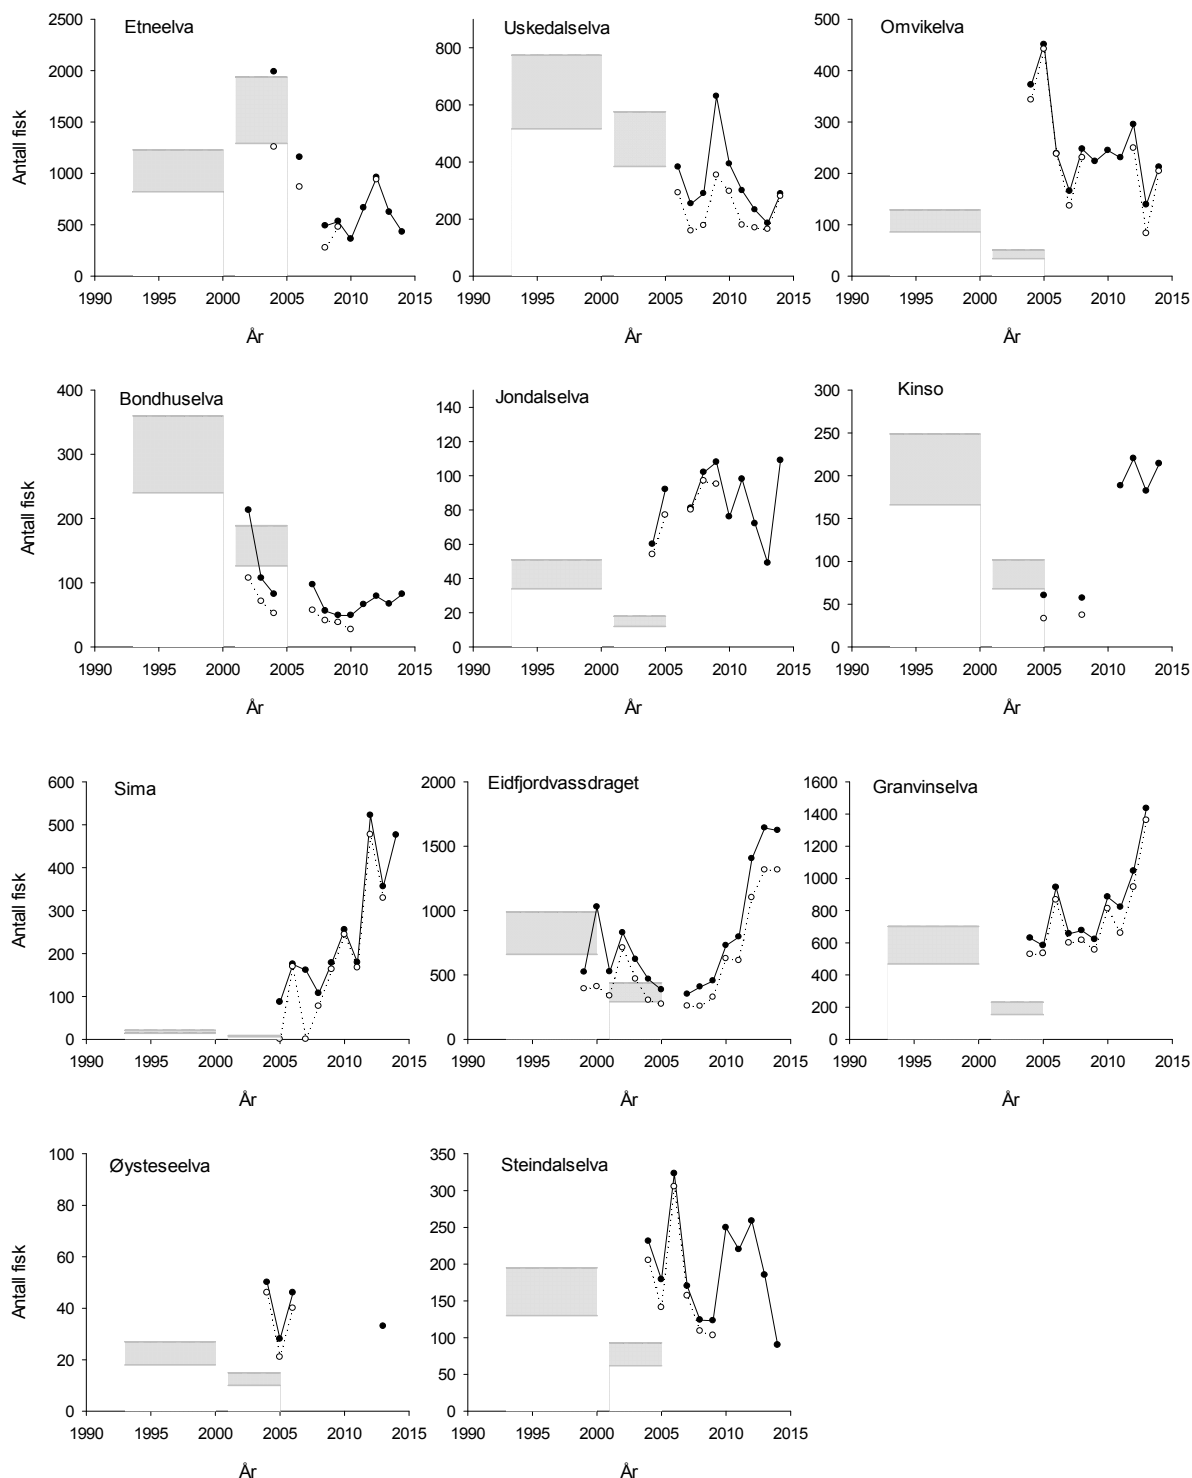 Etneelva
Antall fisk
2500
2000
1500
1000
500
0
1990 1995 2000 2005 2010 2015
År
Uskedalselva
800
600
400
200
0
1990 1995 2000 2005 2010 2015
År
Omvikelva
500
400
300
200
100
0
1990 1995 2000 2005 2010 2015
År
Bondhuselva
Antall fisk
400
300
200
100
0
1990 1995 2000 2005 2010 2015
År
Jondalselva
140
120
100
80
60
40
20
0
1990 1995 2000 2005 2010 2015
År
Kinso
300
250
200
150
100
50
0
1990 1995 2000 2005 2010 2015
År
Sima
Antall fisk
600
500
400
300
200
100
0
1990 1995 2000 2005 2010 2015
År
Eidfjordvassdraget
2000
1500
1000
500
0
1990 1995 2000 2005 2010 2015
År
Granvinselva
1600
1400
1200
1000
800
600
400
200
0
1990 1995 2000 2005 2010 2015
År
Øysteseelva
Antall fisk
100
80
60
40
20
0
1990 1995 2000 2005 2010 2015
År
Steindalselva
350
300
250
200
150
100
50
0
1990 1995 2000 2005 2010 2015
År